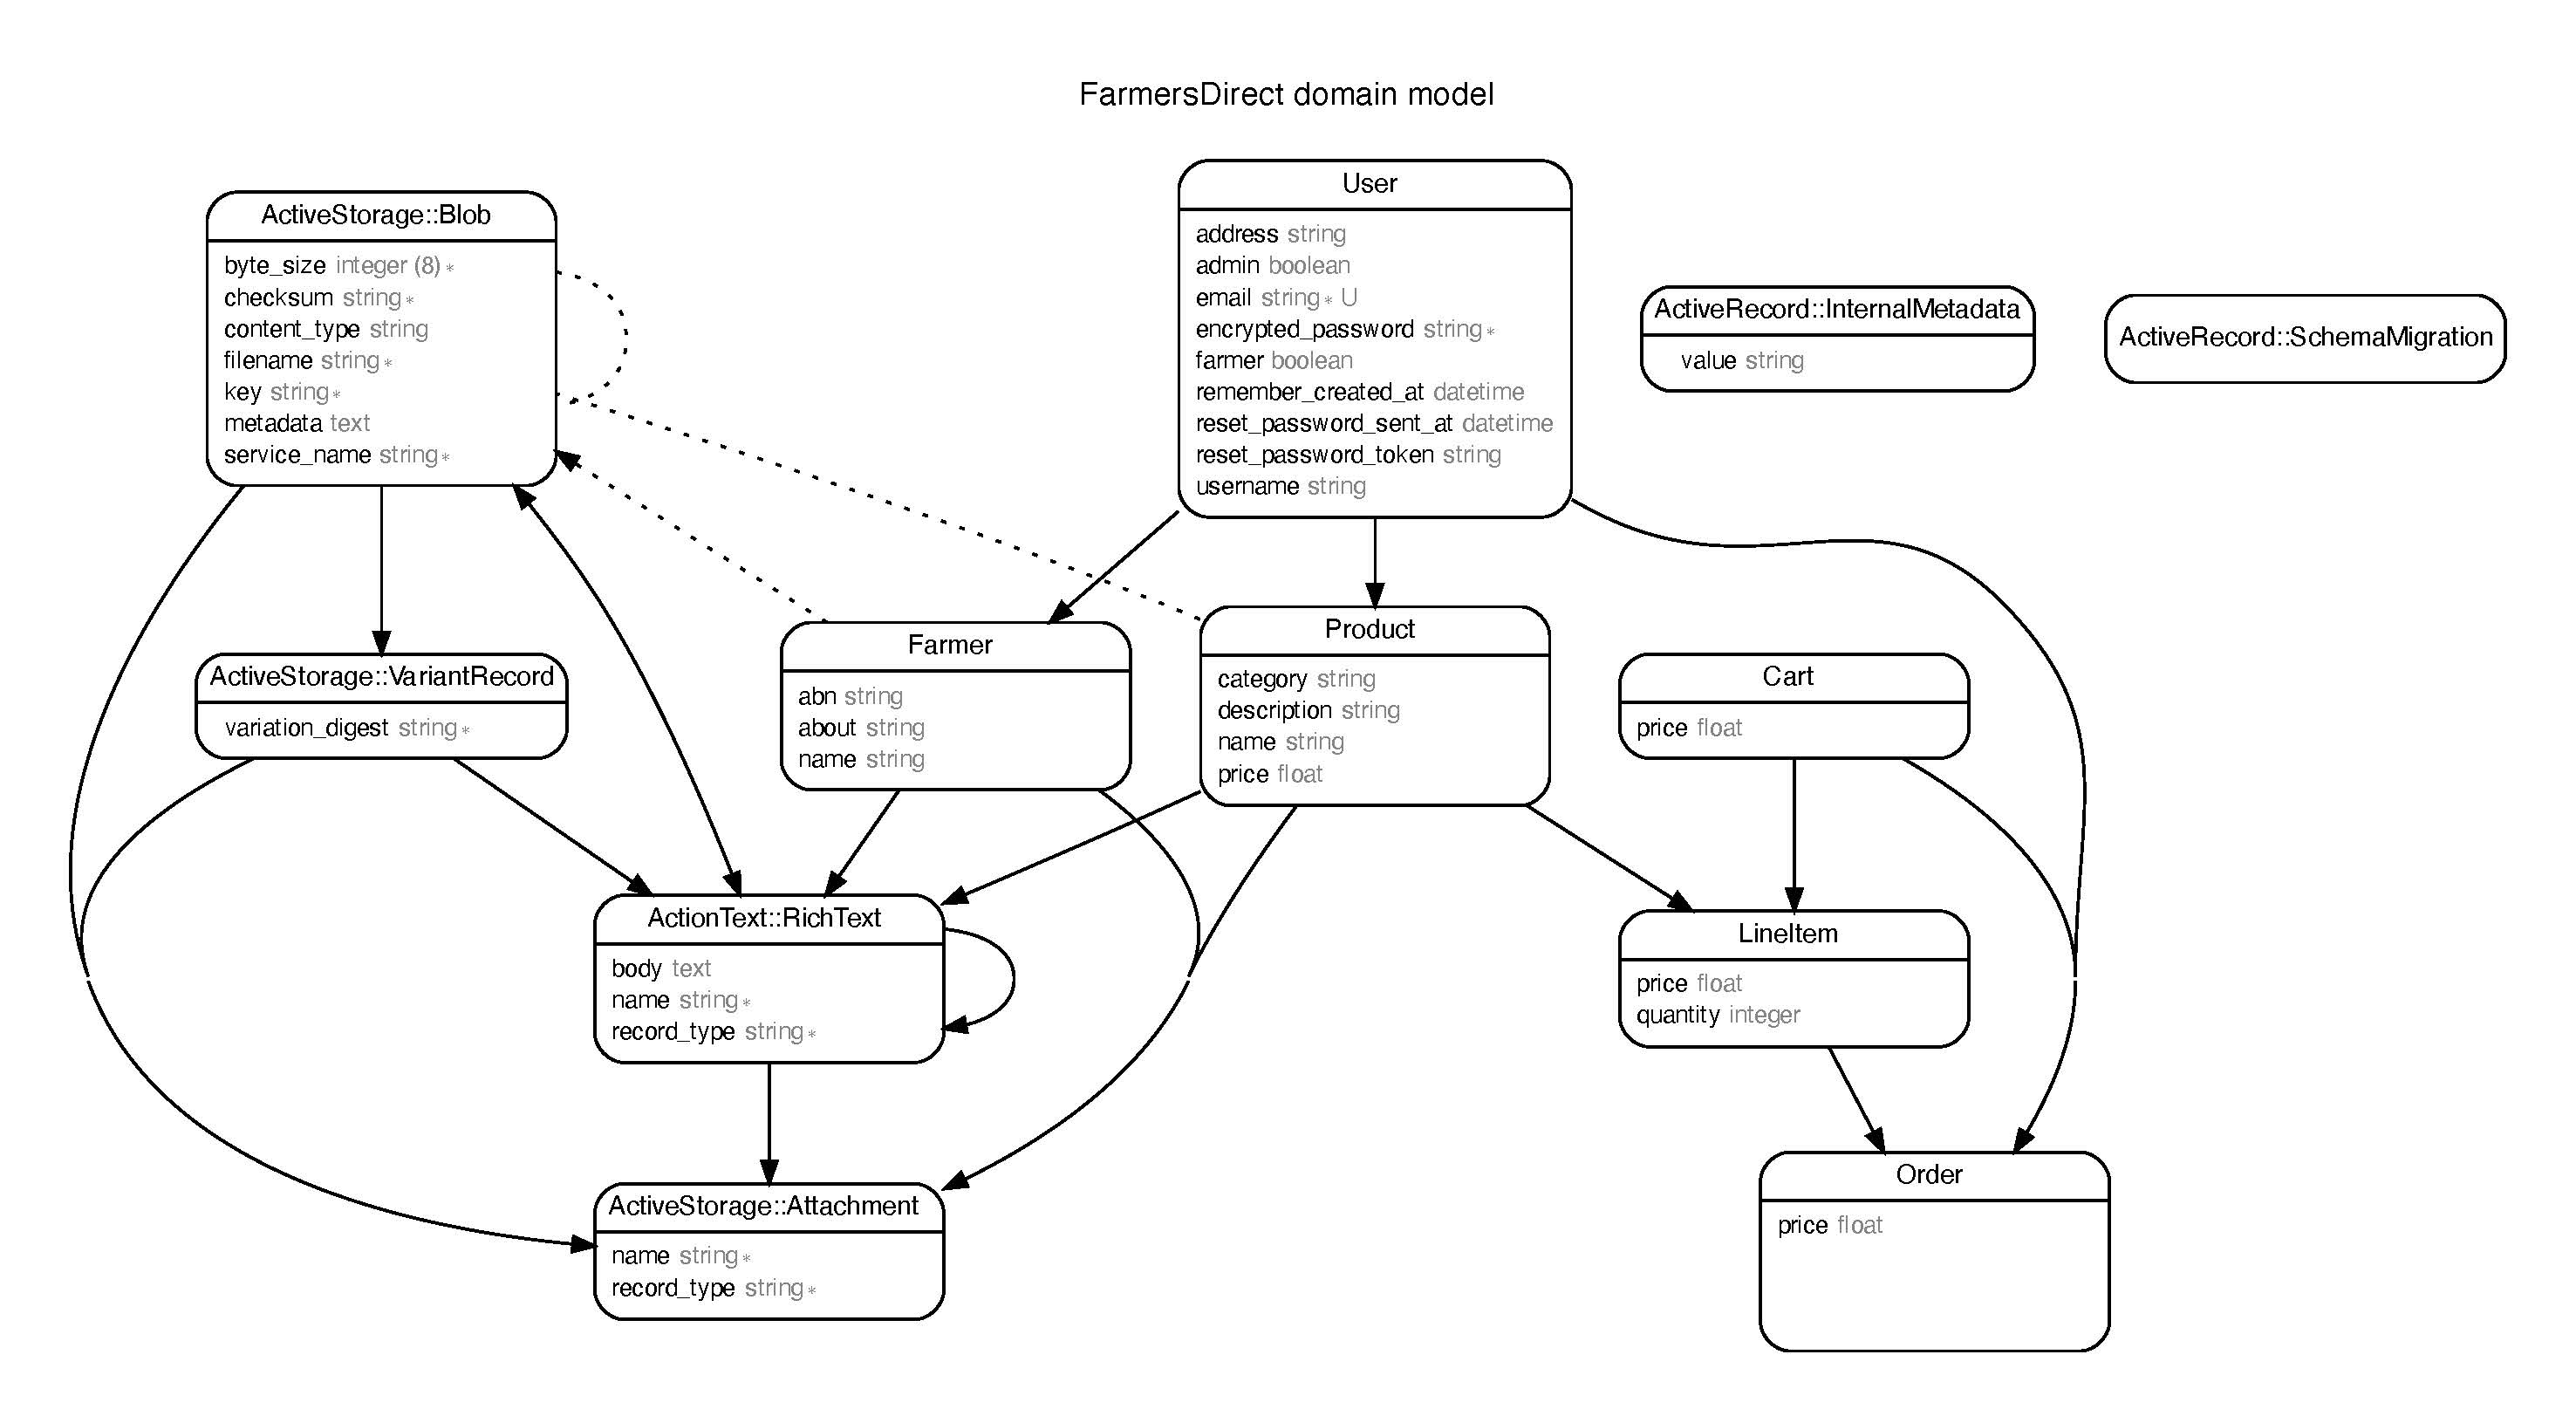 FarmersDirect domain model
ActiveStorage::Blob
byte_size integer (8) *
checksum string *
content_type string
filename string *
key string *
metadata text
service_name string *
User
address string
admin boolean
email string * U
encrypted_password string *
farmer boolean
remember_created_at datetime
reset_password_sent_at datetime
reset_password_token string
username string
ActiveRecord::InternalMetadata
value string
ActiveRecord::SchemaMigration
ActiveStorage::VariantRecord
variation_digest string *
Farmer
abn string
about string
name string
Product
category string
description string
name string
price float
Cart
price float
ActionText::RichText
body text
name string *
record_type string *
LineItem
price float
quantity integer
ActiveStorage::Attachment
name string *
record_type string *
Order
price float